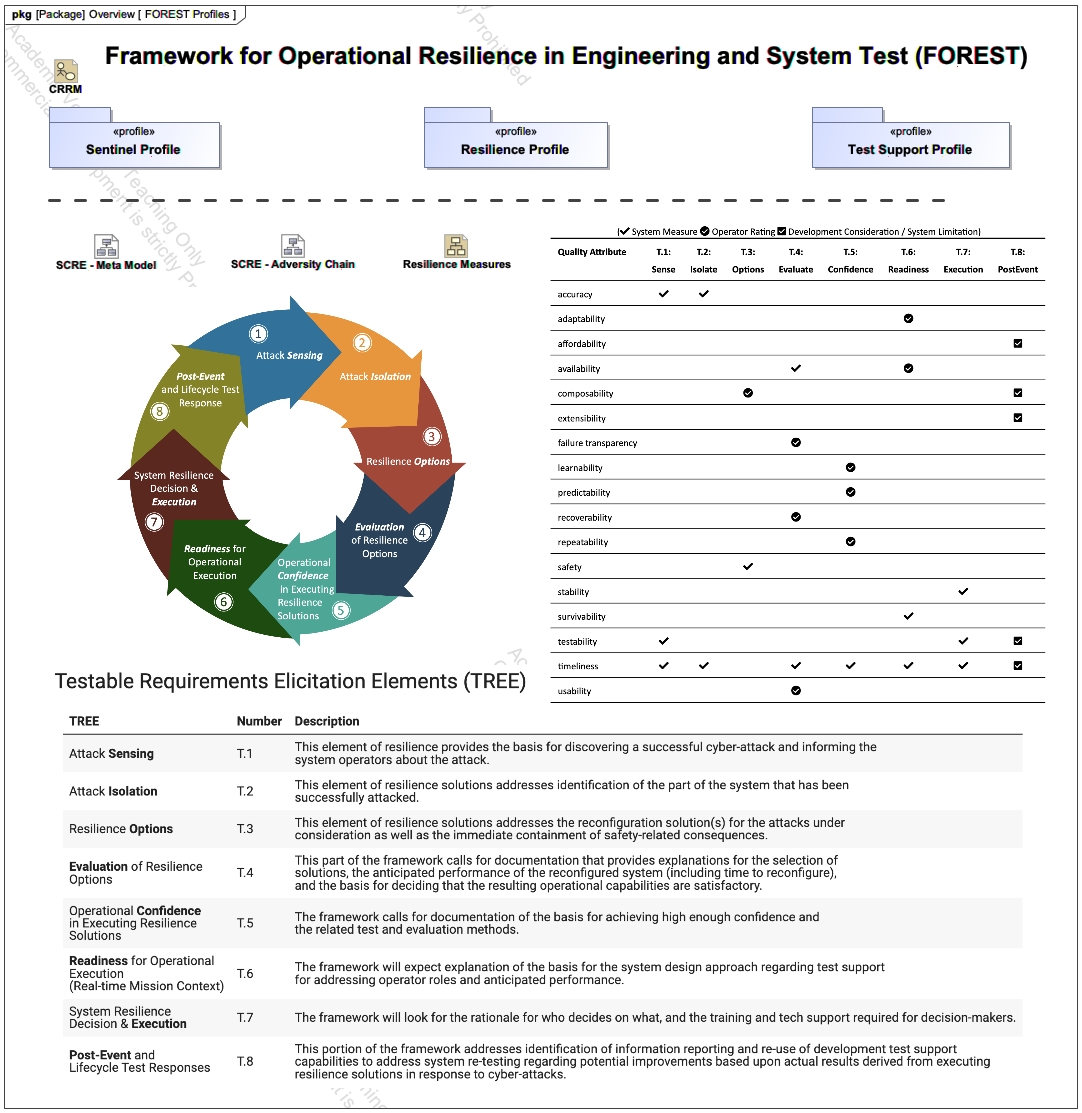 pkg [Package] Overview [ FOREST Profiles ]
Framework for Operational Resilience in Engineering and System Test (FOREST)
CRRM
«profile»
Sentinel Profile
«profile»
Resilience Profile
«profile»
Test Support Profile
SCRE - Meta Model
SCRE - Adversity Chain
Resilience Measures
(✔ System Measure ✔ Operator Rating ☑ Development Consideration / System Limitation)
Quality Attribute T.1: T.2: T.3: T.4: T.5: T.6: T.7: T.8:
Sense Isolate Options Evaluate Confidence Readiness Execution PostEvent
accuracy
adaptability
affordability
availability
composability
extensibility
failure transparency
learnability
predictability
recoverability
repeatability
safety
stability
survivability
testability
timeliness
usability
1
Attack Sensing
2
Attack Isolation
3
Resilience Options
Evaluation
of Resilience
Options
4
Operational
Confidence
in Executing
Resilience
Solutions
5
Readiness for
Operational
Execution
6
System Resilience
Decision &
Execution
7
Post-Event
and Lifecycle Test
Response
8
Testable Requirements Elicitation Elements (TREE)
TREE Number Description
Attack Sensing T.1
This element of resilience provides the basis for discovering a successful cyber-attack and informing the
system operators about the attack.
Attack Isolation T.2
This element of resilience solutions addresses identification of the part of the system that has been
successfully attacked.
Resilience Options T.3
This element of resilience solutions addresses the reconfiguration solution(s) for the attacks under
consideration as well as the immediate containment of safety-related consequences.
Evaluation of Resilience
Options
T.4
This part of the framework calls for documentation that provides explanations for the selection of
solutions, the anticipated performance of the reconfigured system (including time to reconfigure),
and the basis for deciding that the resulting operational capabilities are satisfactory.
Operational Confidence
in Executing Resilience
Solutions
T.5
The framework calls for documentation of the basis for achieving high enough confidence and
the related test and evaluation methods.
Readiness for Operational
Execution
(Real-time Mission Context)
T.6
The framework will expect explanation of the basis for the system design approach regarding test support
for addressing operator roles and anticipated performance.
System Resilience
Decision & Execution
T.7
The framework will look for the rationale for who decides on what, and the training and tech support required for decision-makers.
Post-Event and
Lifecycle Test Responses
T.8
This portion of the framework addresses identification of information reporting and re-use of development test support
capabilities to address system re-testing regarding potential improvements based upon actual results derived from executing
resilience solutions in response to cyber-attacks.
Teaching Only
is strictly
Prohibited